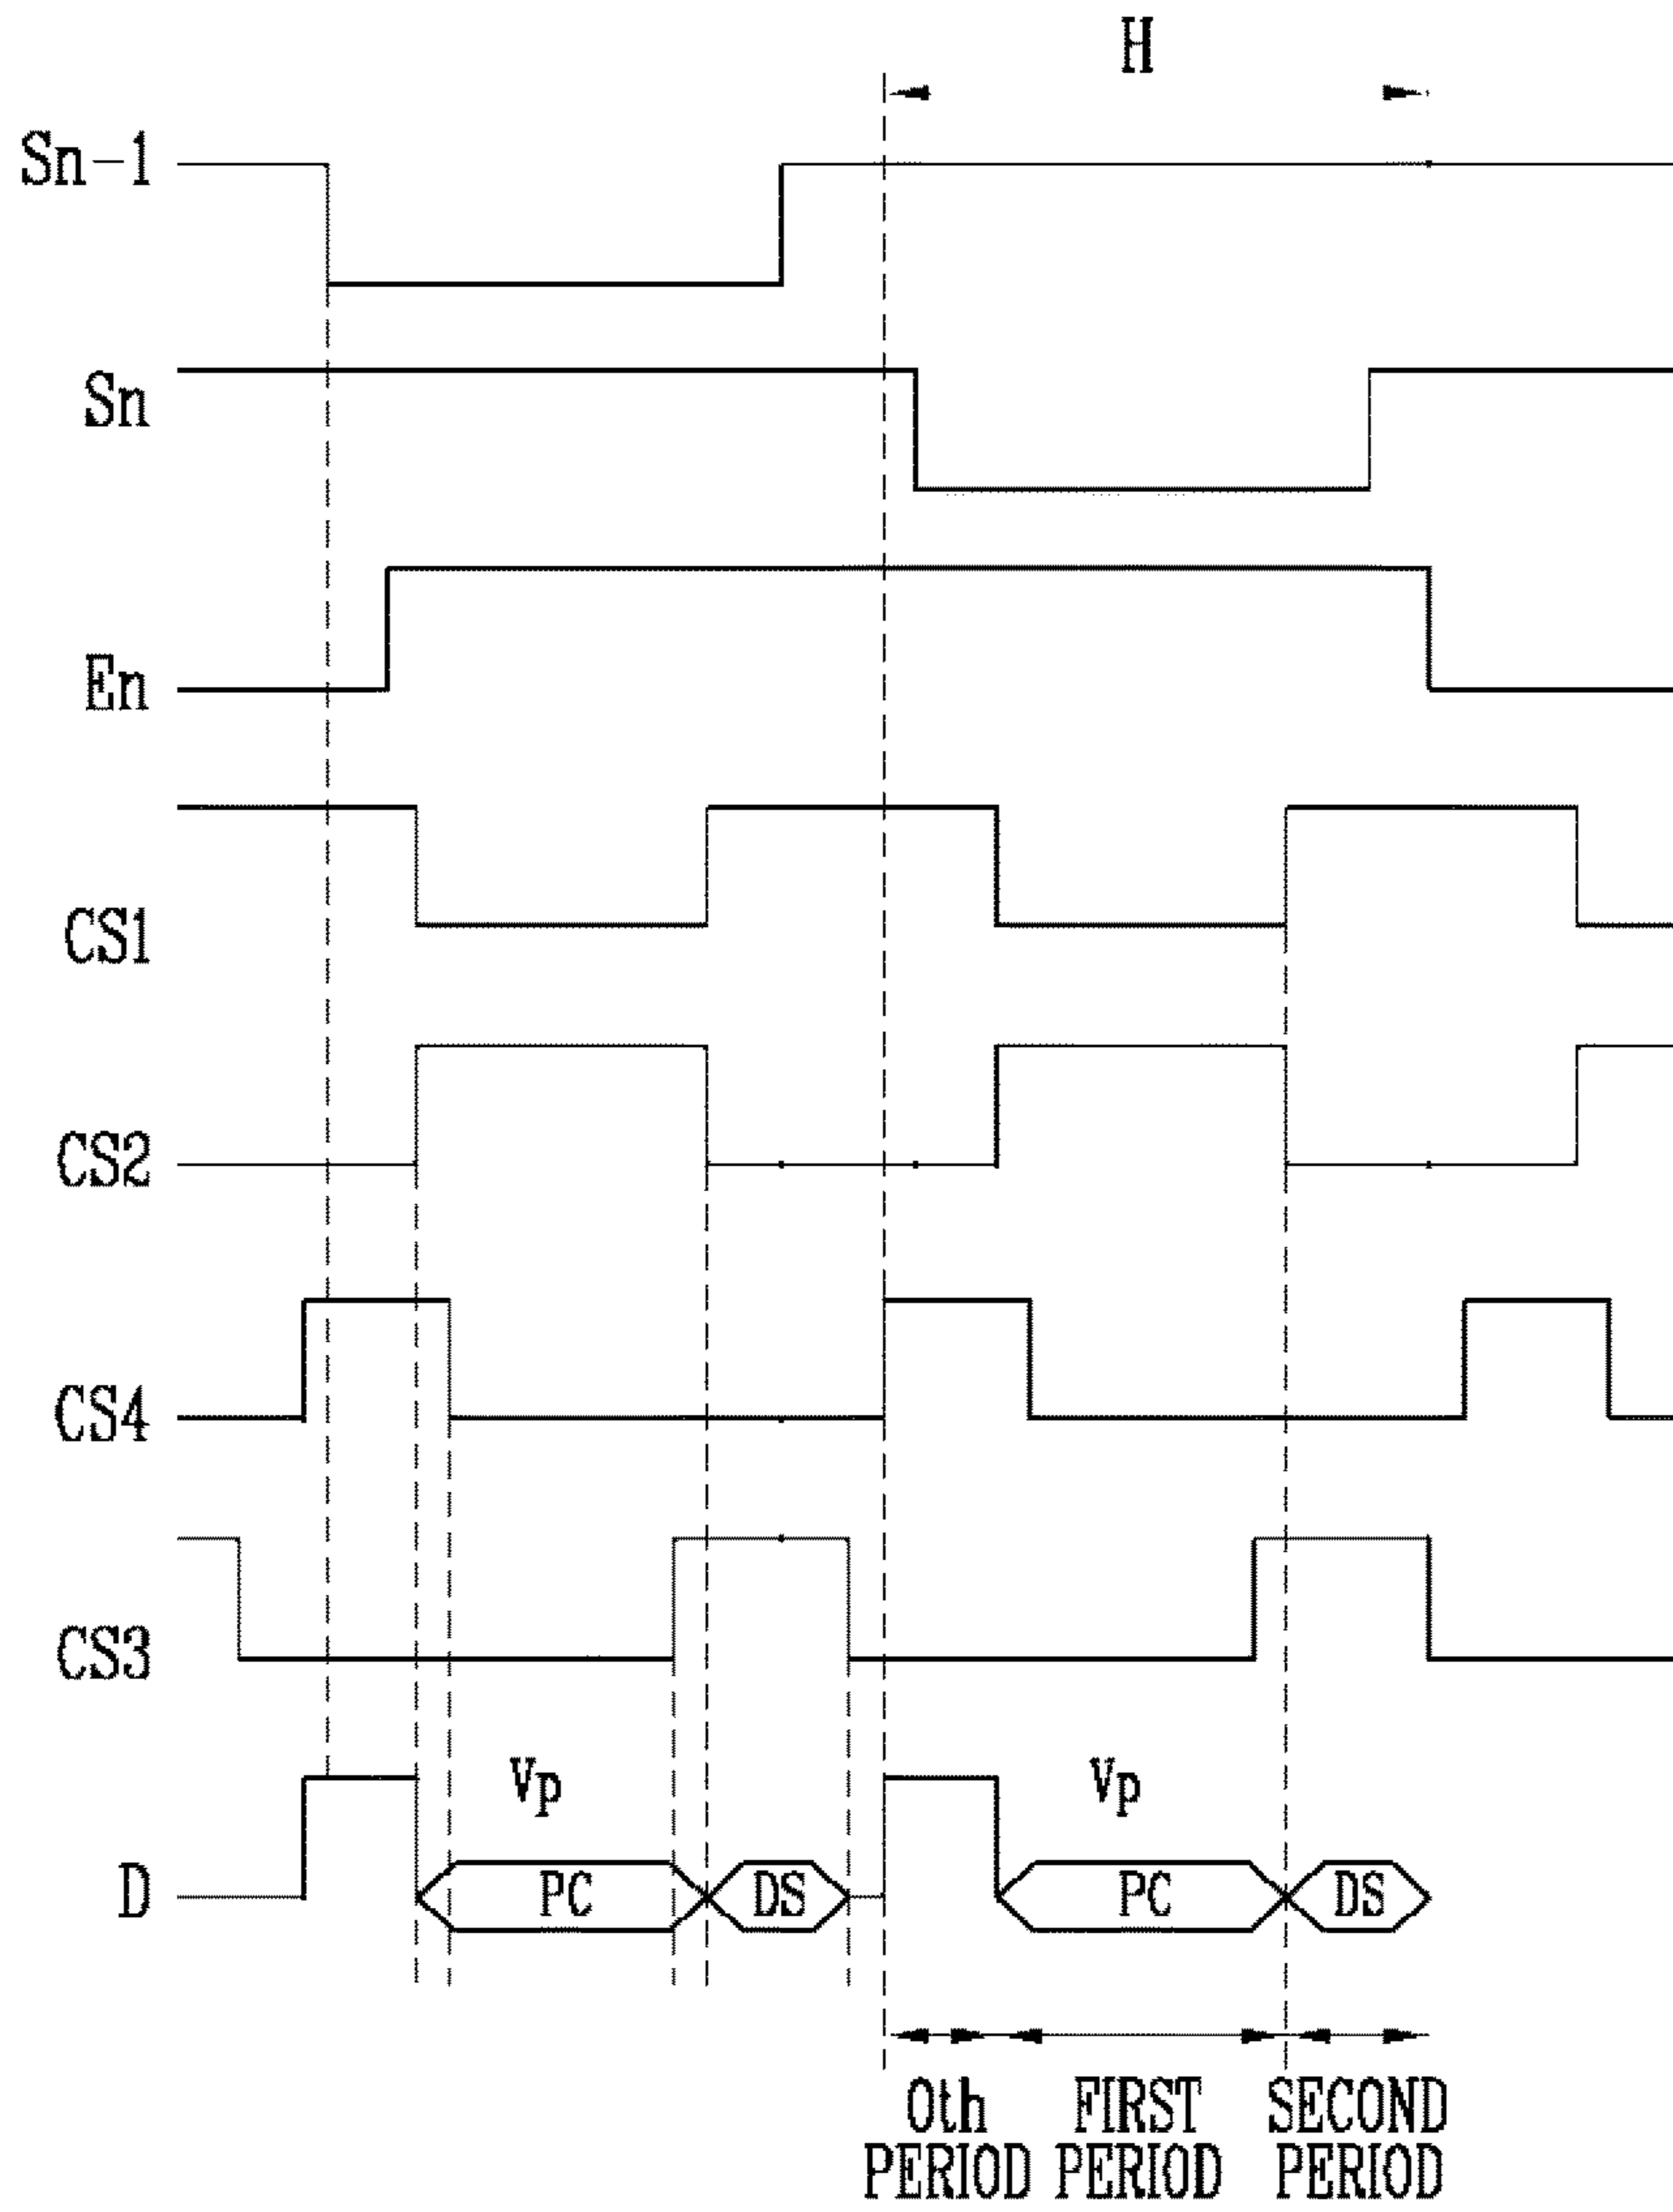 H
Sn-1
Sn
En
CS1
CS2
CS4
CS3
VP VP
D PC DS PC DS
0th FIRST SECOND
PERIOD PERIOD PERIOD